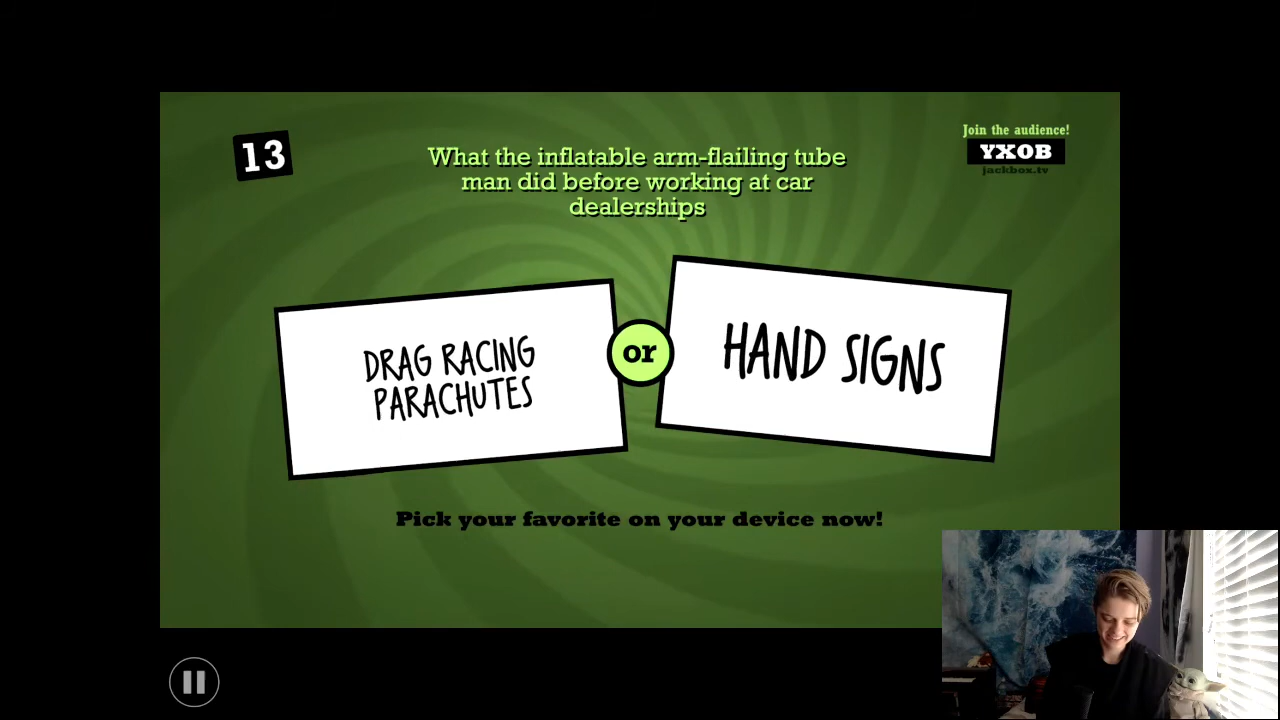 13
What the inflatable arm-flailing tube
man did before working at car
dealerships
Join the audience!
YXOB
jackbox.tv
DRAG RACING
PARACHUTES
or
HAND SIGNS
Pick your favorite on your device now!